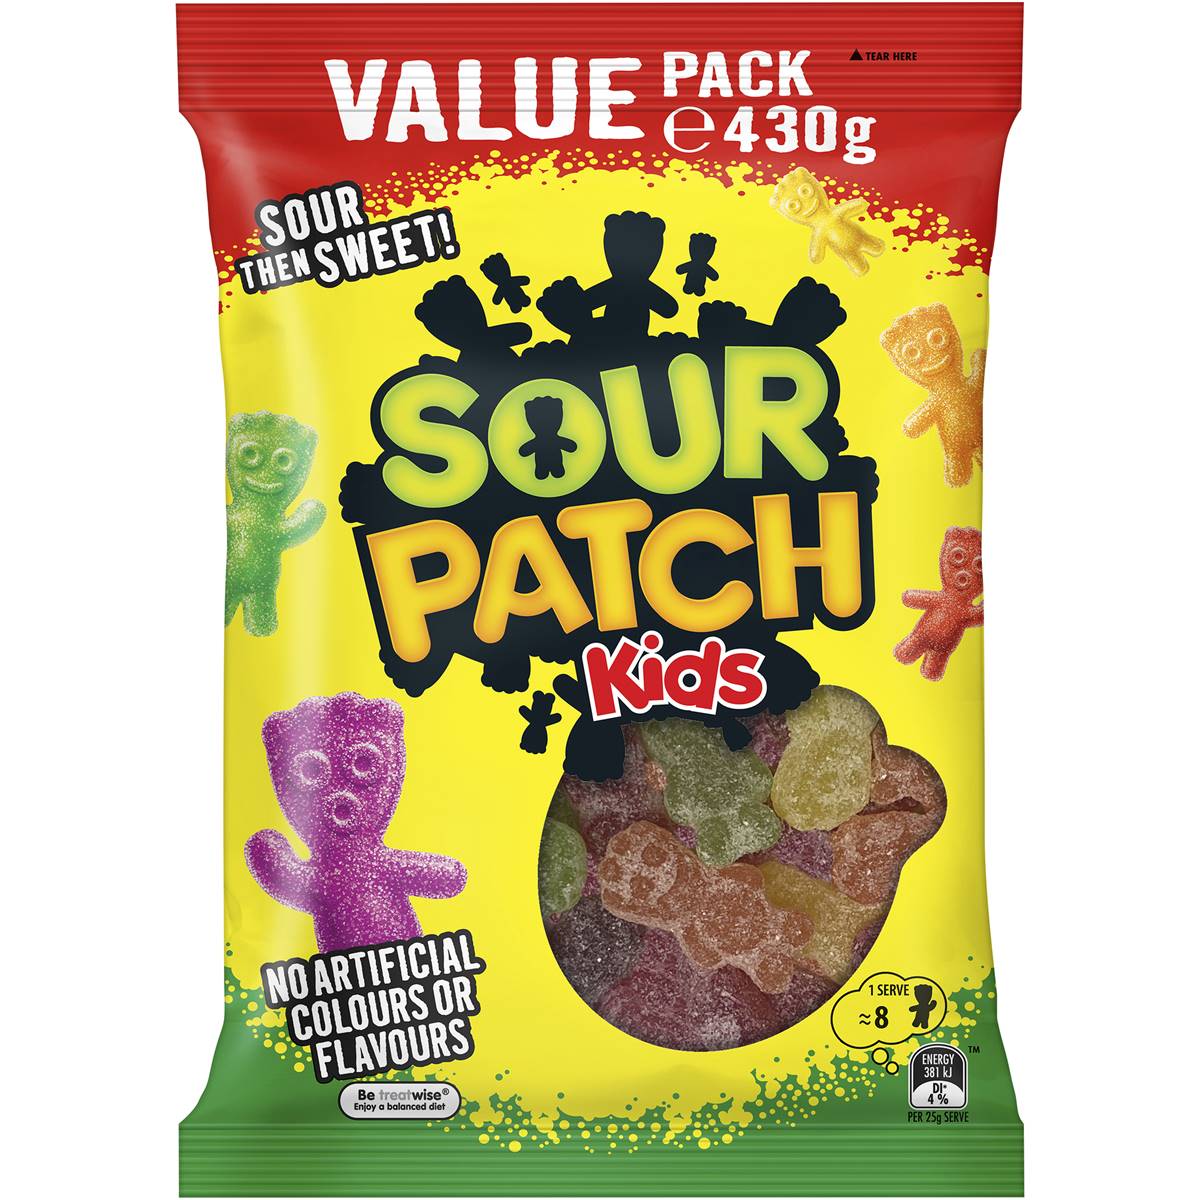 VALUE PACK
℮430g
▲TEAR HERE
SOUR
THEN SWEET!
SOUR
PATCH
Kids
NO ARTIFICIAL
COLOURS OR
FLAVOURS
Be treatwise®
Enjoy a balanced diet
1 SERVE
≈8
ENERGY
381 kJ
DI*
4%
PER 25g SERVE
™